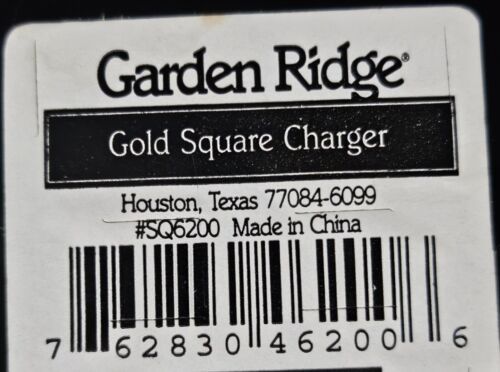 Garden Ridge®
Gold Square Charger
Houston, Texas 77084-6099
#SQ6200 Made in China
7 62830 46200 6